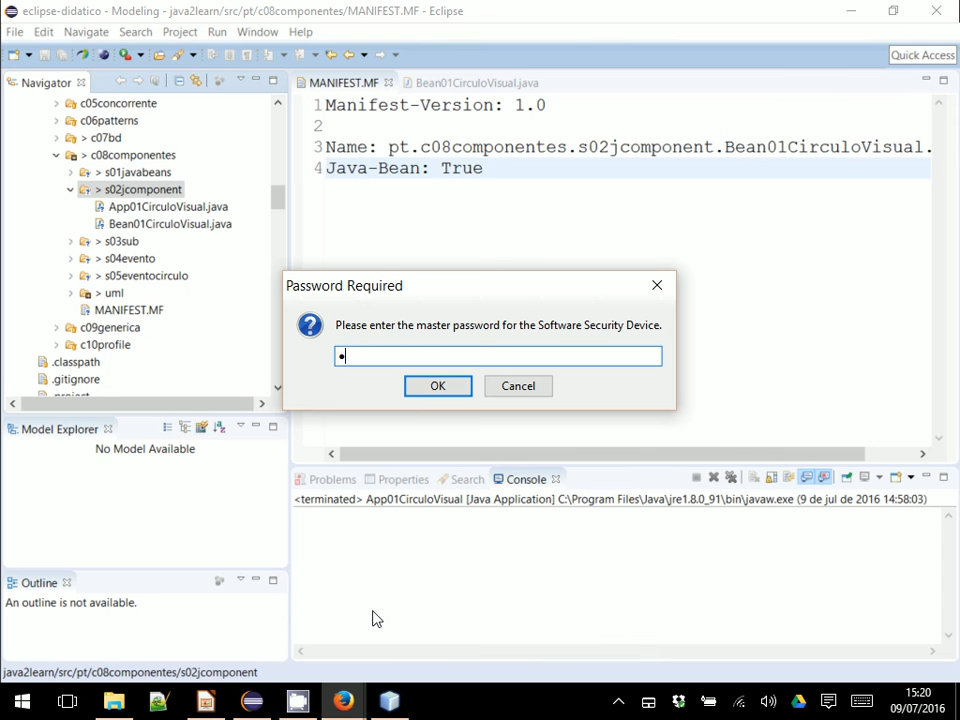 eclipse-didatico - Modeling - java2learn/src/pt/c08componentes/MANIFEST.MF - Eclipse
File Edit Navigate Search Project Run Window Help
Quick Access
Navigator
c05concorrente
c06patterns
> c07bd
> c08componentes
> s01javabeans
> s02jcomponent
App01CirculoVisual.java
Bean01CirculoVisual.java
> s03sub
> s04evento
> s05eventocirculo
> uml
MANIFEST.MF
c09generica
c10profile
.classpath
.gitignore
.project
MANIFEST.MF Bean01CirculoVisual.java
1 Manifest-Version: 1.0
2
3 Name: pt.c08componentes.s02jcomponent.Bean01CirculoVisual.
4 Java-Bean: True
Password Required
Please enter the master password for the Software Security Device.
OK Cancel
Model Explorer
No Model Available
Problems Properties Search Console
<terminated> App01CirculoVisual [Java Application] C:\Program Files\Java\jre1.8.0_91\bin\javaw.exe (9 de jul de 2016 14:58:03)
Outline
An outline is not available.
java2learn/src/pt/c08componentes/s02jcomponent
15:20
09/07/2016